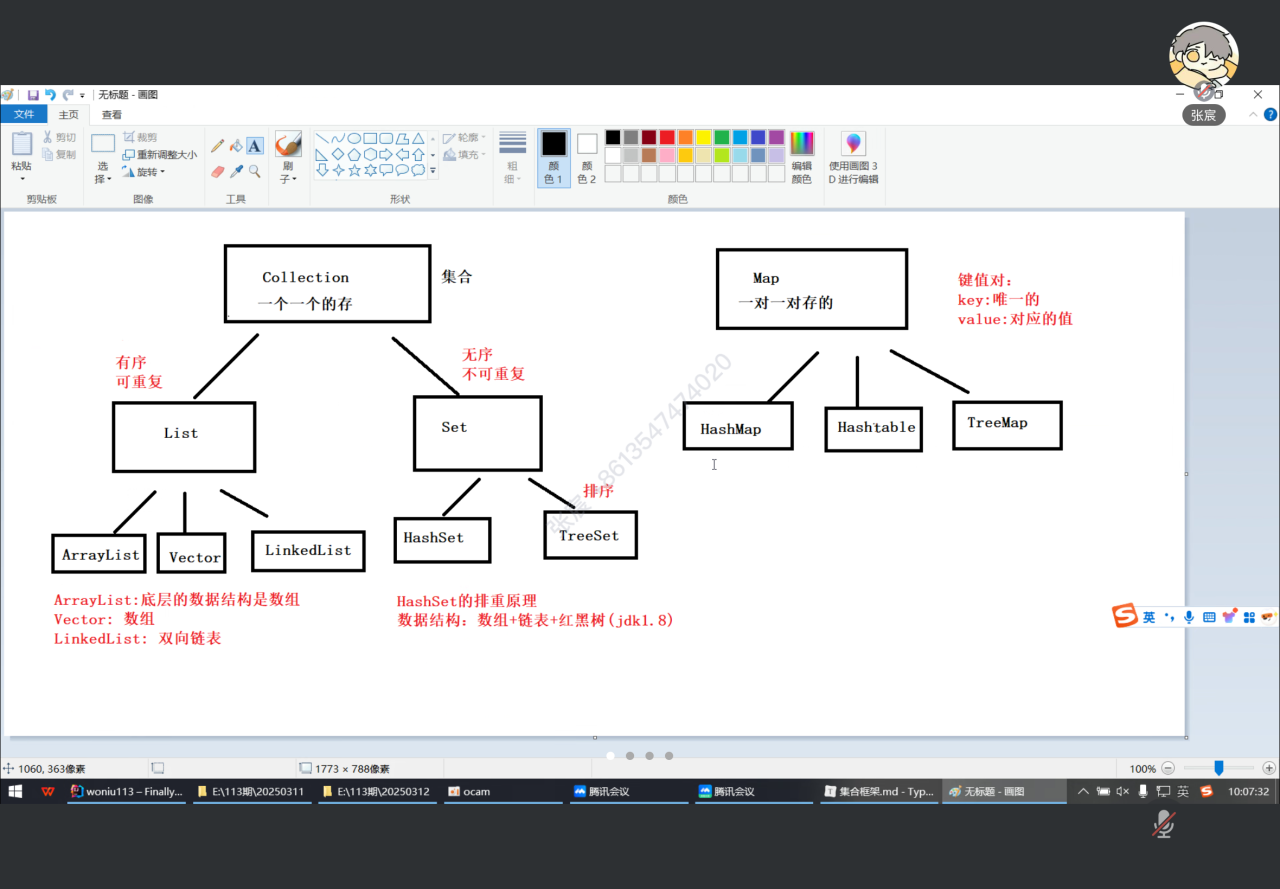 张宸
无标题 - 画图
文件
主页
查看
粘贴
剪切
复制
剪贴板
选
择
裁剪
重新调整大小
旋转
图像
A
工具
刷
子
轮廓
填充
形状
粗
细
颜
色 1
颜
色 2
编辑
颜色
颜色
使用画图 3
D 进行编辑
Collection
一个一个的存
集合
有序
可重复
无序
不可重复
List
Set
排序
ArrayList
Vector
LinkedList
HashSet
TreeSet
ArrayList:底层的数据结构是数组
Vector: 数组
LinkedList: 双向链表
HashSet的排重原理
数据结构: 数组+链表+红黑树(jdk1.8)
Map
一对一对存的
键值对:
key:唯一的
value:对应的值
HashMap
Hashtable
TreeMap
张宸 8613547474020
英
1060, 363像素
1773 × 788像素
100%
woniu113 – Finally...
E:\113期\20250311
E:\113期\20250312
ocam
腾讯会议
腾讯会议
集合框架.md - Typ...
无标题 - 画图
英
10:07:32